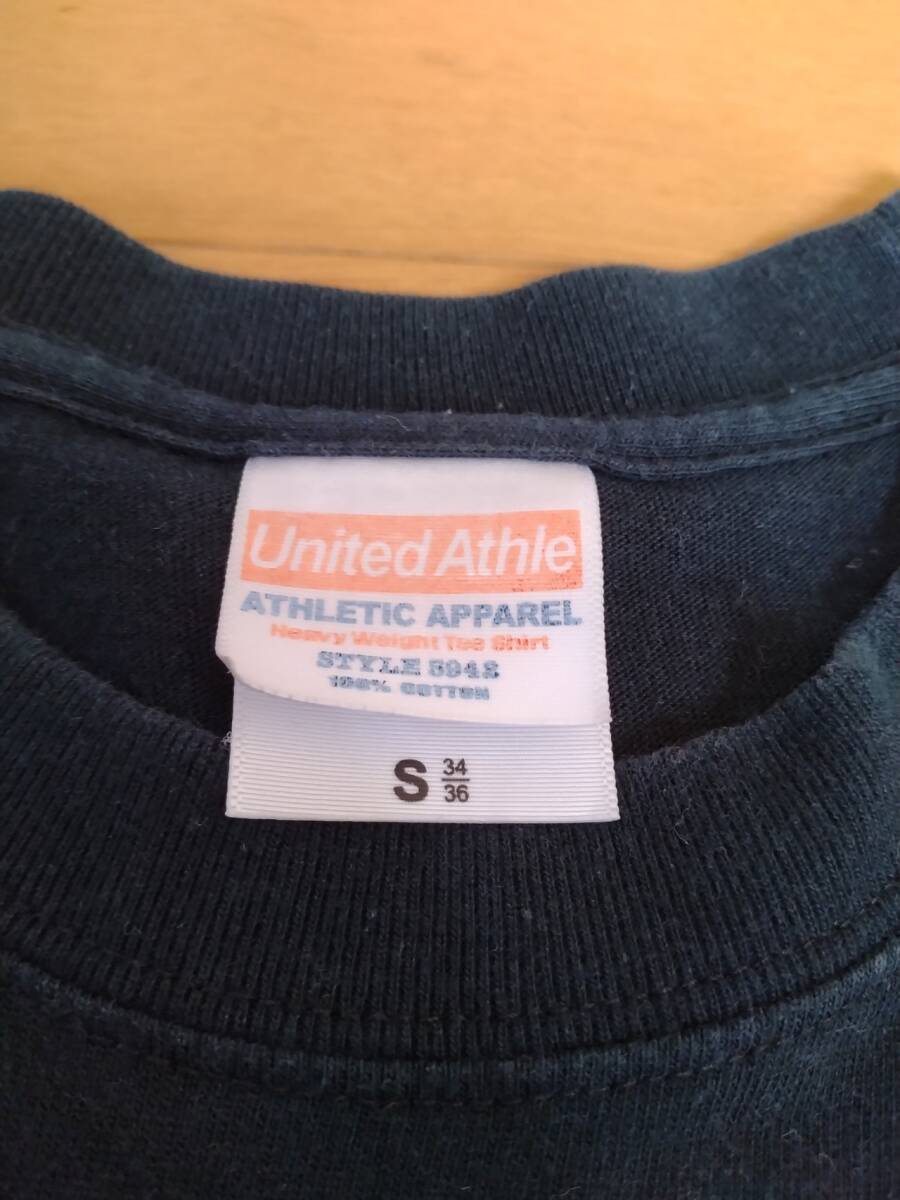 United Athle
ATHLETIC APPAREL
Heavy Weight Tee Shirt
STYLE 5942
100% COTTON
S 34/36